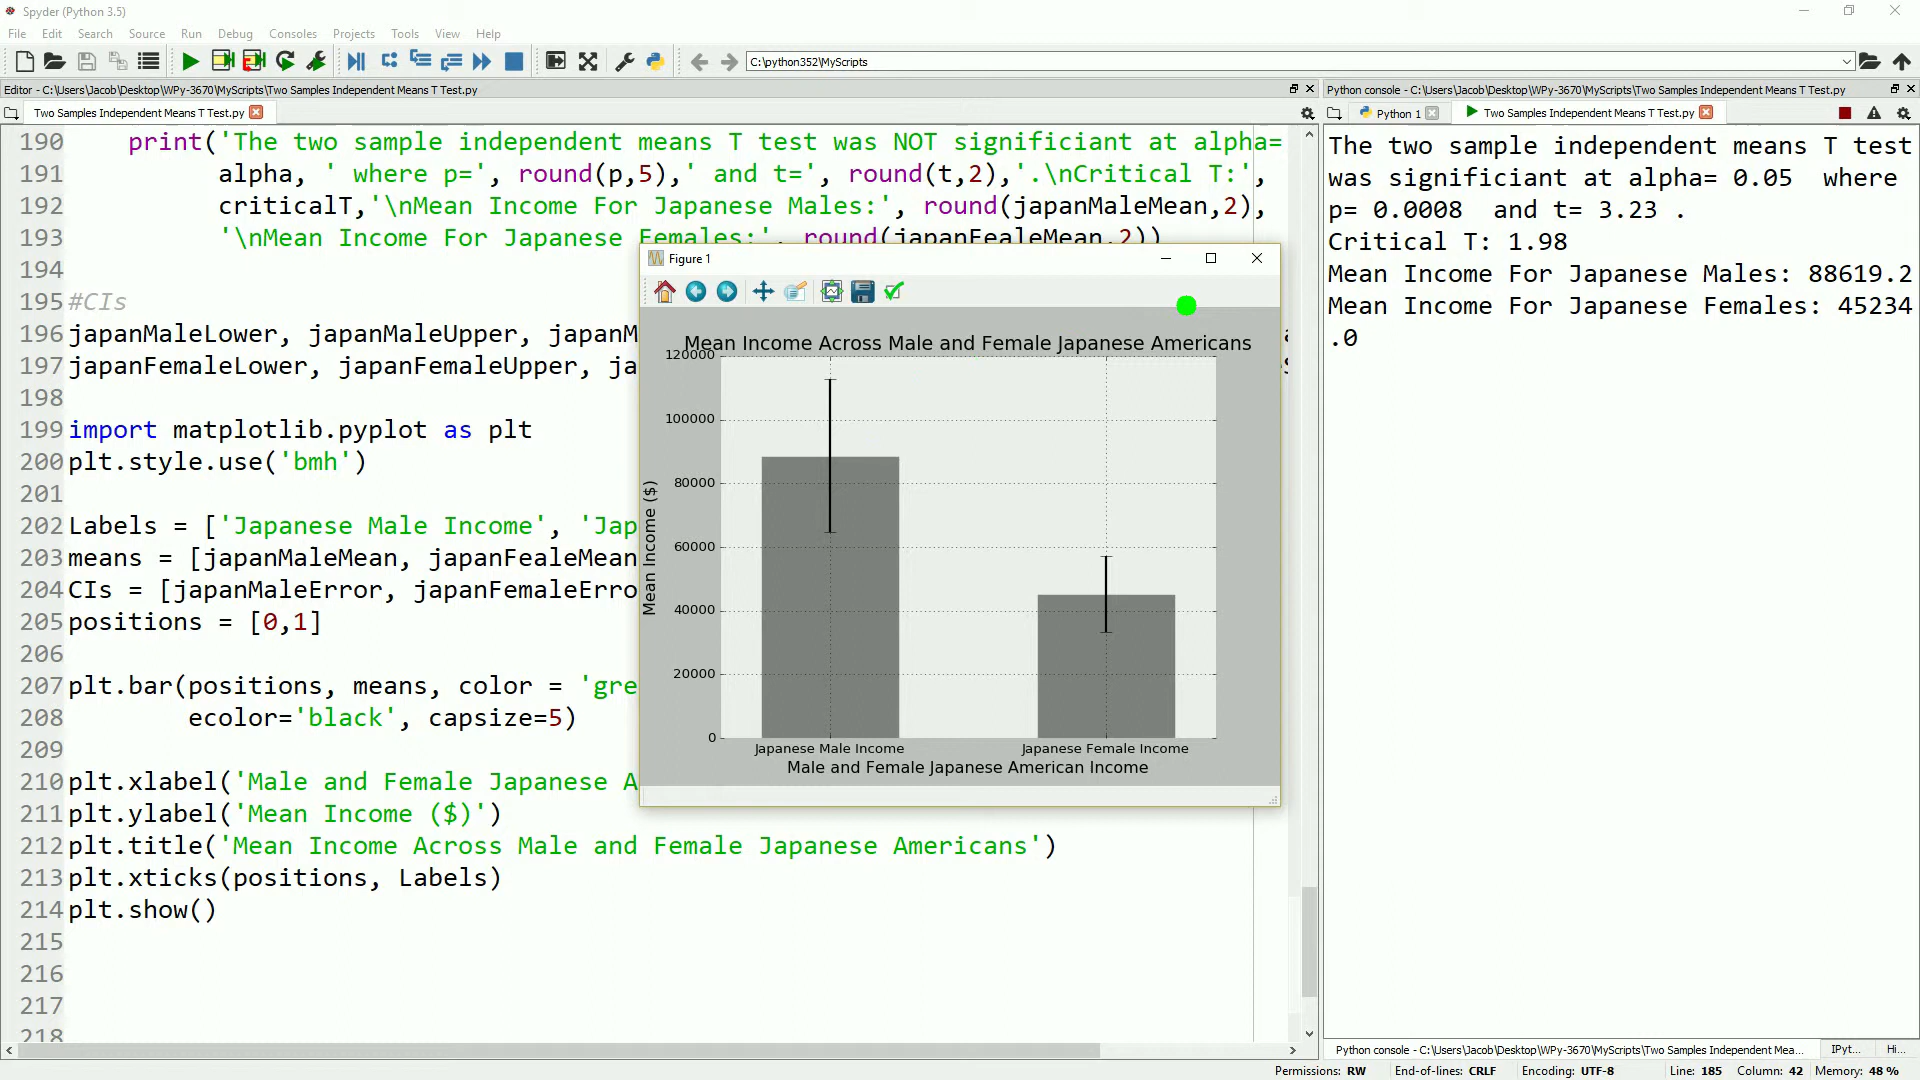 Spyder (Python 3.5)
File Edit Search Source Run Debug Consoles Projects Tools View Help
C:\python352\MyScripts
Editor - C:\Users\Jacob\Desktop\WPy-3670\MyScripts\Two Samples Independent Means T Test.py
Two Samples Independent Means T Test.py
190 print('The two sample independent means T test was NOT significiant at alpha=
191 alpha, ' where p=', round(p,5),' and t=', round(t,2),'.\nCritical T:',
192 criticalT,'\nMean Income For Japanese Males:', round(japanMaleMean,2),
193 '\nMean Income For Japanese Females:', round(japanFealeMean,2))
194
195 #CIs
196 japanMaleLower, japanMaleUpper, japanM
197 japanFemaleLower, japanFemaleUpper, ja
198
199 import matplotlib.pyplot as plt
200 plt.style.use('bmh')
201
202 Labels = ['Japanese Male Income', 'Jap
203 means = [japanMaleMean, japanFealeMean
204 CIs = [japanMaleError, japanFemaleErro
205 positions = [0,1]
206
207 plt.bar(positions, means, color = 'gre
208 ecolor='black', capsize=5)
209
210 plt.xlabel('Male and Female Japanese A
211 plt.ylabel('Mean Income ($)')
212 plt.title('Mean Income Across Male and Female Japanese Americans')
213 plt.xticks(positions, Labels)
214 plt.show()
215
216
217
218
Figure 1
Mean Income Across Male and Female Japanese Americans
120000
100000
80000
60000
40000
20000
0
Mean Income ($)
Japanese Male Income Japanese Female Income
Male and Female Japanese American Income
Python console - C:\Users\Jacob\Desktop\WPy-3670\MyScripts\Two Samples Independent Means T Test.py
Python 1 Two Samples Independent Means T Test.py
The two sample independent means T test
was significiant at alpha= 0.05 where
p= 0.0008 and t= 3.23 .
Critical T: 1.98
Mean Income For Japanese Males: 88619.2
Mean Income For Japanese Females: 45234
.0
Python console - C:\Users\Jacob\Desktop\WPy-3670\MyScripts\Two Samples Independent Mea... IPyt... Hi...
Permissions: RW End-of-lines: CRLF Encoding: UTF-8 Line: 185 Column: 42 Memory: 48 %